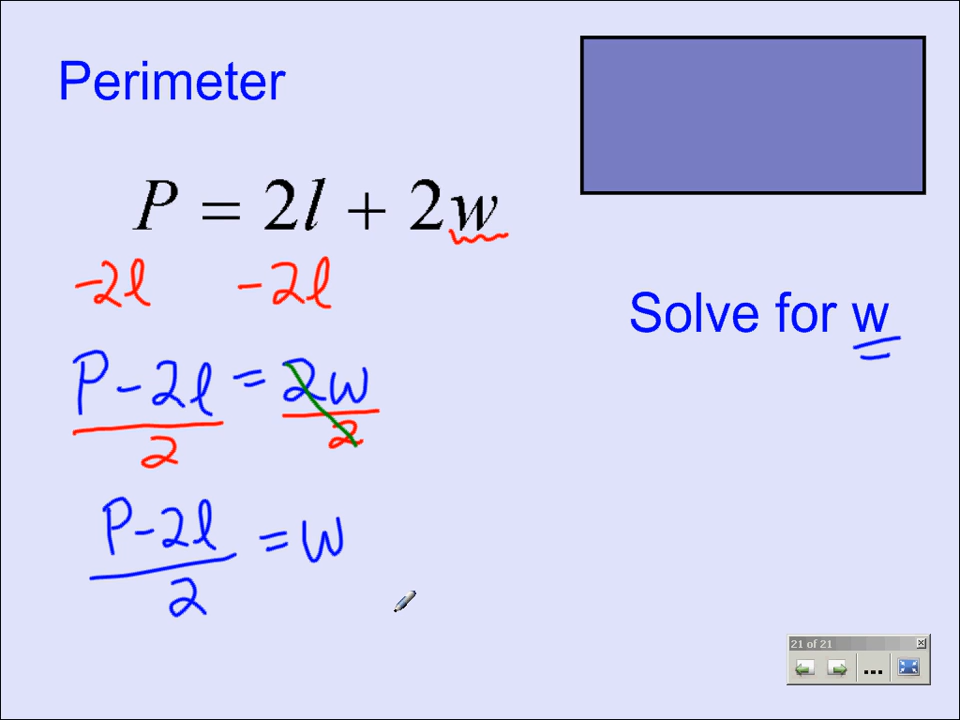 Perimeter
P = 2l + 2w
-2l -2l
Solve for w
P - 2l = 2w
2 2
P - 2l = w
2
21 of 21
...